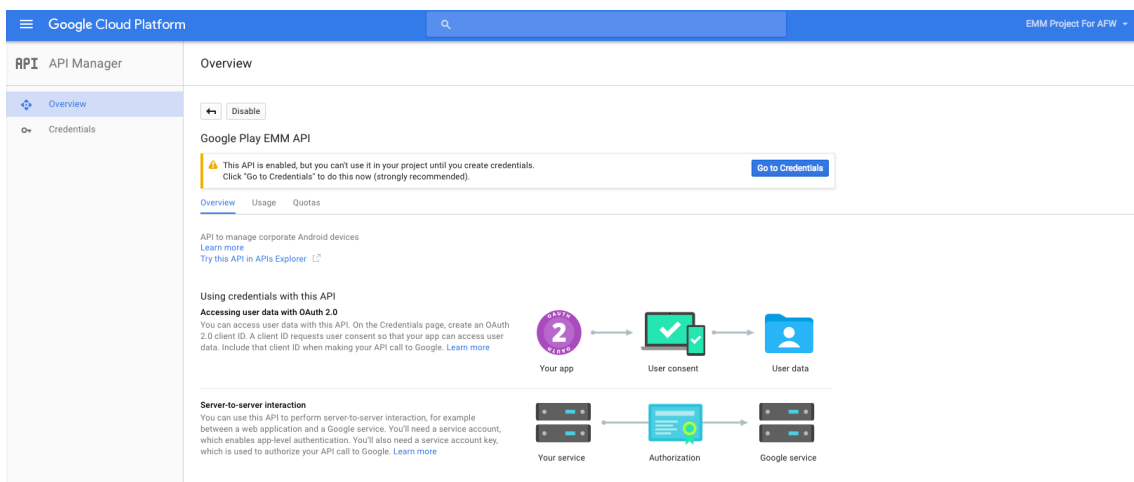 Google Cloud Platform
EMM Project For AFW
API API Manager
Overview
Overview
Credentials
Disable
Google Play EMM API
This API is enabled, but you can't use it in your project until you create credentials.
Click "Go to Credentials" to do this now (strongly recommended).
Go to Credentials
Overview Usage Quotas
API to manage corporate Android devices
Learn more
Try this API in APIs Explorer
Using credentials with this API
Accessing user data with OAuth 2.0
You can access user data with this API. On the Credentials page, create an OAuth
2.0 client ID. A client ID requests user consent so that your app can access user
data. Include that client ID when making your API call to Google. Learn more
OAUTH
2
OAUTH
Your app
User consent
User data
Server-to-server interaction
You can use this API to perform server-to-server interaction, for example
between a web application and a Google service. You'll need a service account,
which enables app-level authentication. You'll also need a service account key,
which is used to authorize your API call to Google. Learn more
Your service
Authorization
Google service